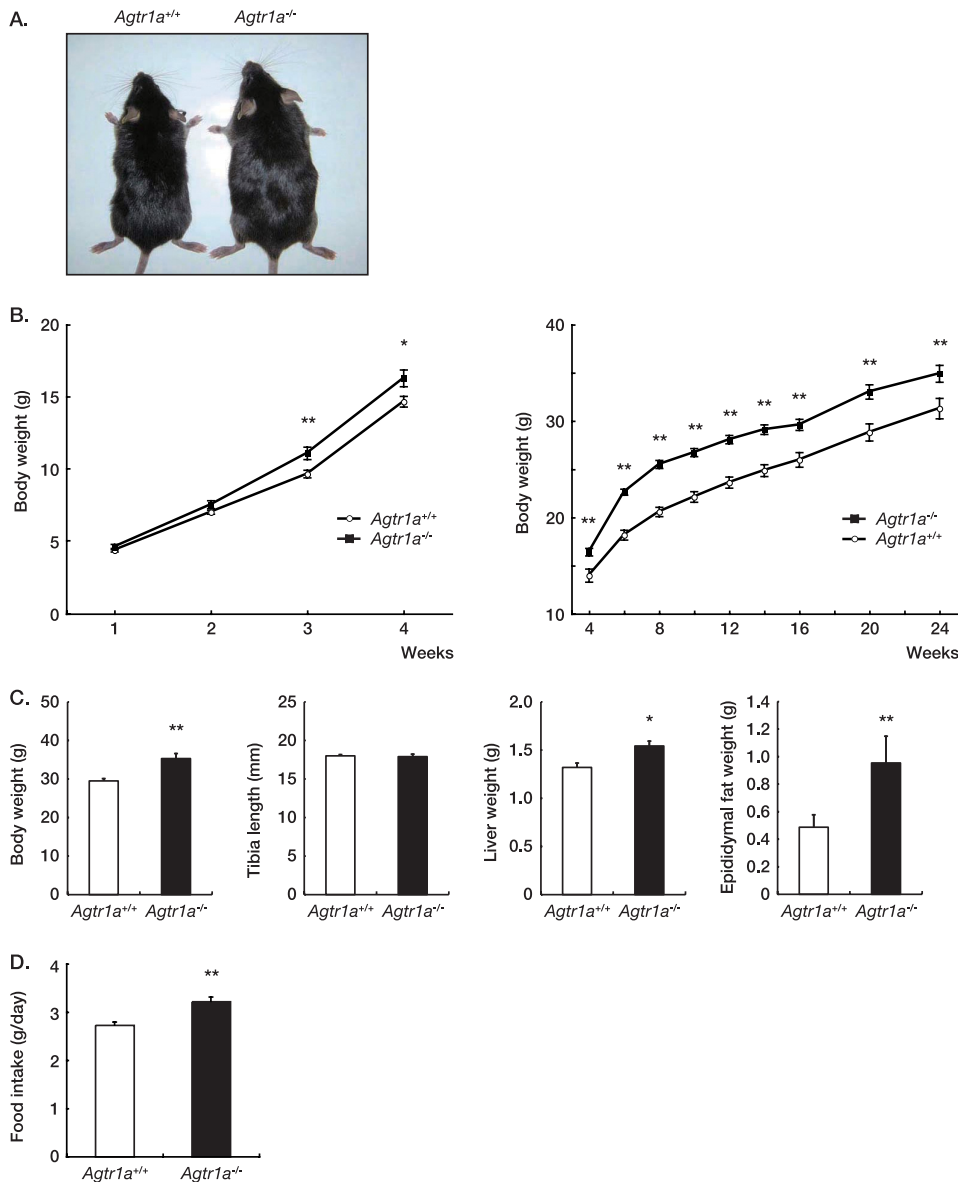 A.
Agtr1a+/+ Agtr1a-/-
B.
Body weight (g)
20
15
10
5
0
*
**
Agtr1a+/+
Agtr1a-/-
1 2 3 4
Weeks
Body weight (g)
40
30
20
10
** ** ** ** ** ** ** ** **
Agtr1a-/-
Agtr1a+/+
4 8 12 16 20 24
Weeks
C.
Body weight (g)
50
40
30
20
10
0
**
Agtr1a+/+ Agtr1a-/-
Tibia length (mm)
25
20
15
10
5
0
Agtr1a+/+ Agtr1a-/-
Liver weight (g)
2.0
1.5
1.0
0.5
0
*
Agtr1a+/+ Agtr1a-/-
Epididymal fat weight (g)
1.4
1.2
1.0
0.8
0.6
0.4
0.2
0
**
Agtr1a+/+ Agtr1a-/-
D.
Food intake (g/day)
4
3
2
1
0
**
Agtr1a+/+ Agtr1a-/-